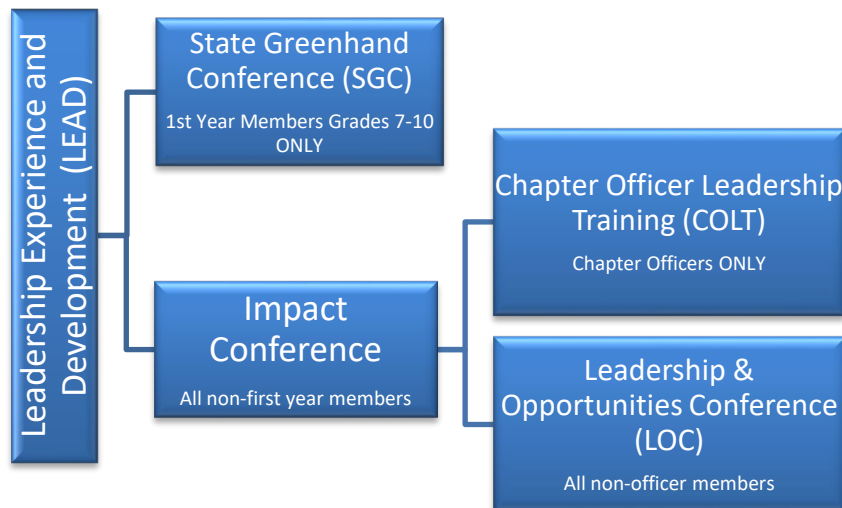 Leadership Experience and
Development (LEAD)
State Greenhand
Conference (SGC)
1st Year Members Grades 7-10
ONLY
Impact
Conference
All non-first year members
Chapter Officer Leadership
Training (COLT)
Chapter Officers ONLY
Leadership &
Opportunities Conference
(LOC)
All non-officer members